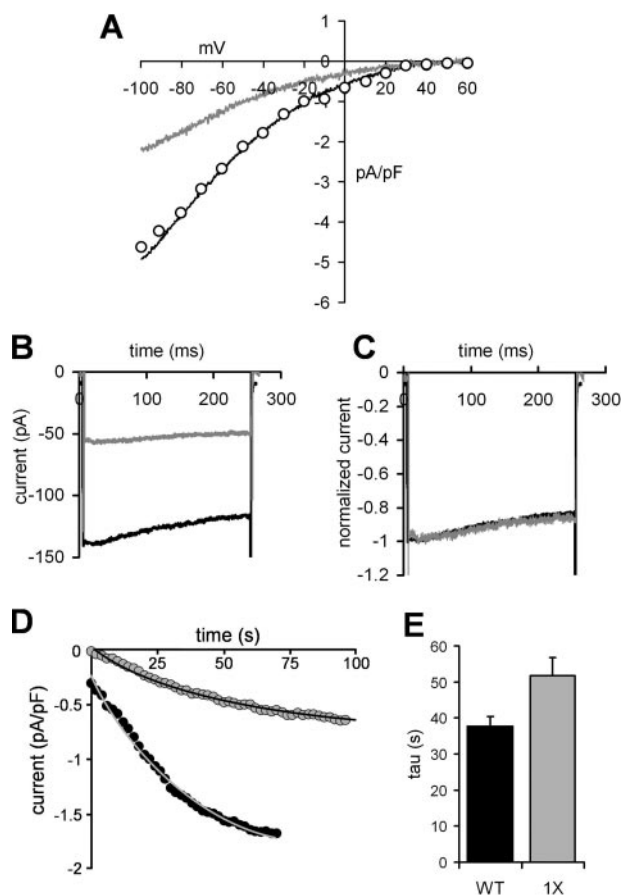 A
1
mV
0
-100 -80 -60 -40 -20 0 20 40 60
-1
-2
pA/pF
-3
-4
-5
-6
B
time (ms)
0
0 100 200 300
-50
-100
-150
current (pA)
C
time (ms)
0
0 100 200 300
-0.2
-0.4
-0.6
-0.8
-1
-1.2
normalized current
D
time (s)
0
25 50 75 100
-0.5
-1
-1.5
-2
current (pA/pF)
E
60
50
40
30
20
10
0
tau (s)
WT 1X